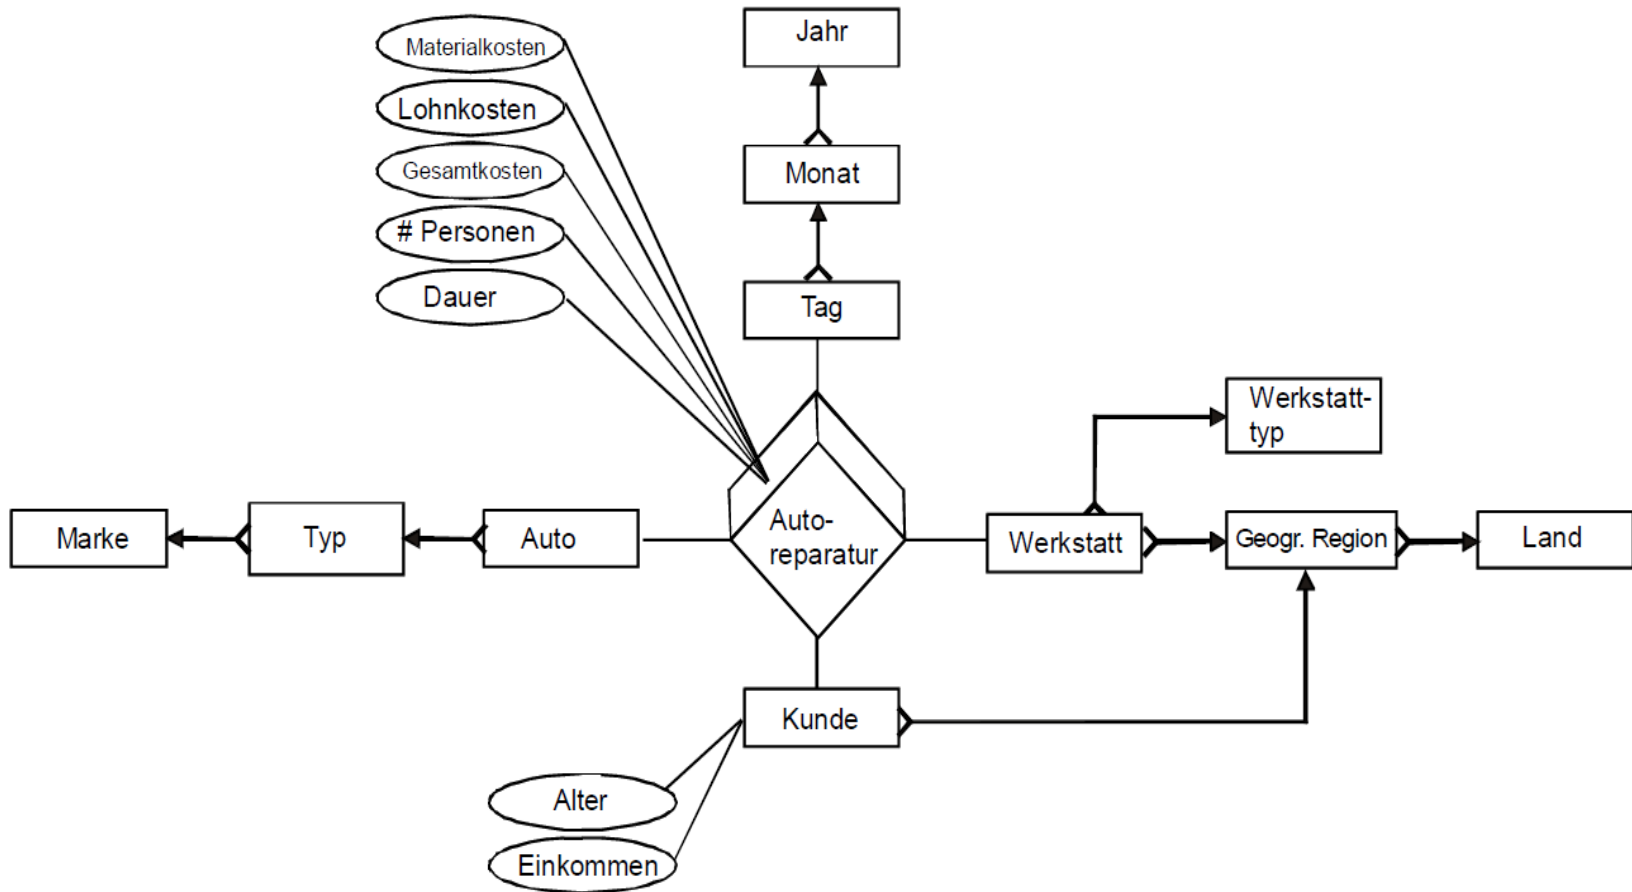 Materialkosten
Lohnkosten
Gesamtkosten
# Personen
Dauer
Jahr
Monat
Tag
Werkstatt-
typ
Marke
Typ
Auto
Auto-
reparatur
Werkstatt
Geogr. Region
Land
Kunde
Alter
Einkommen